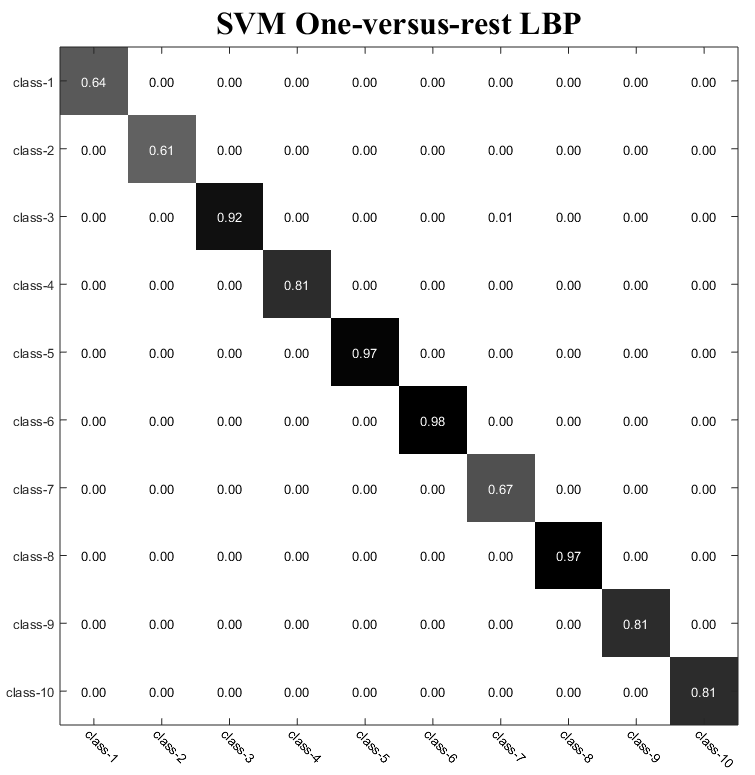 SVM One-versus-rest LBP
class-1 0.64 0.00 0.00 0.00 0.00 0.00 0.00 0.00 0.00 0.00
class-2 0.00 0.61 0.00 0.00 0.00 0.00 0.00 0.00 0.00 0.00
class-3 0.00 0.00 0.92 0.00 0.00 0.00 0.01 0.00 0.00 0.00
class-4 0.00 0.00 0.00 0.81 0.00 0.00 0.00 0.00 0.00 0.00
class-5 0.00 0.00 0.00 0.00 0.97 0.00 0.00 0.00 0.00 0.00
class-6 0.00 0.00 0.00 0.00 0.00 0.98 0.00 0.00 0.00 0.00
class-7 0.00 0.00 0.00 0.00 0.00 0.00 0.67 0.00 0.00 0.00
class-8 0.00 0.00 0.00 0.00 0.00 0.00 0.00 0.97 0.00 0.00
class-9 0.00 0.00 0.00 0.00 0.00 0.00 0.00 0.00 0.81 0.00
class-10 0.00 0.00 0.00 0.00 0.00 0.00 0.00 0.00 0.00 0.81
class-1 class-2 class-3 class-4 class-5 class-6 class-7 class-8 class-9 class-10